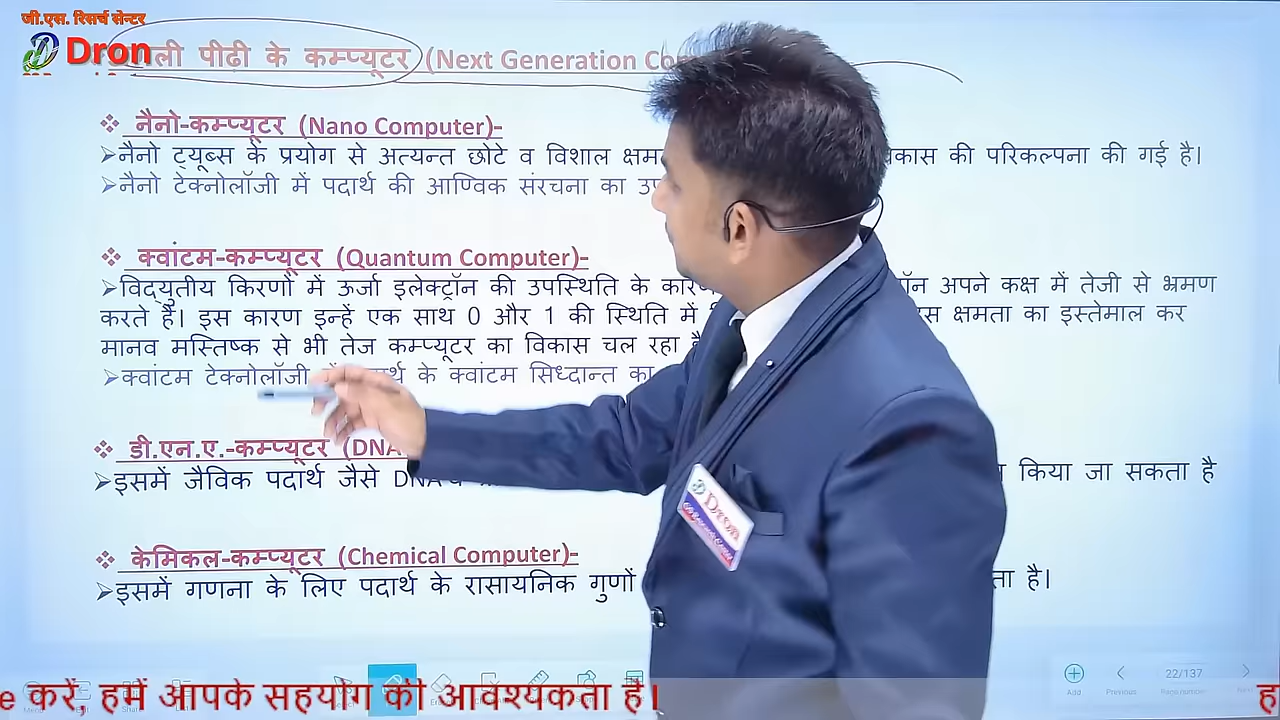 जी.एस. रिसर्च सेन्टर
Dron
ली पीढी के कम्प्यूटर (Next Generation
❖ नैनो-कम्प्यूटर (Nano Computer)-
➢नैनो ट्यूब्स के प्रयोग से अत्यन्त छोटे व विशाल की परिकल्पना की गई है।
➢नैनो टेक्नोलॉजी में पदार्थ की आण्विक संरचना का
❖ क्वांटम-कम्प्यूटर (Quantum Computer)-
➢विद्युतीय किरणों में ऊर्जा इलेक्ट्रॉन की उपस्थिति के अपने कक्ष में तेजी से भ्रमण
करते हैं। इस कारण इन्हें एक साथ 0 और 1 की स्थिति में क्षमता का इस्तेमाल कर
मानव मस्तिष्क से भी तेज कम्प्यूटर का विकास चल रहा
➢क्वांटम टेक्नोलॉजी के क्वांटम सिध्दान्त का
❖ डी.एन.ए.-कम्प्यूटर (DNA
➢इसमें जैविक पदार्थ जैसे DNA किया जा सकता है
❖ केमिकल-कम्प्यूटर (Chemical Computer)-
➢इसमें गणना के लिए पदार्थ के रासायनिक गुणों है।
Add Previous 22/137
e करें, हमें आपके सहयोग की आवश्यकता है। ह
Dron